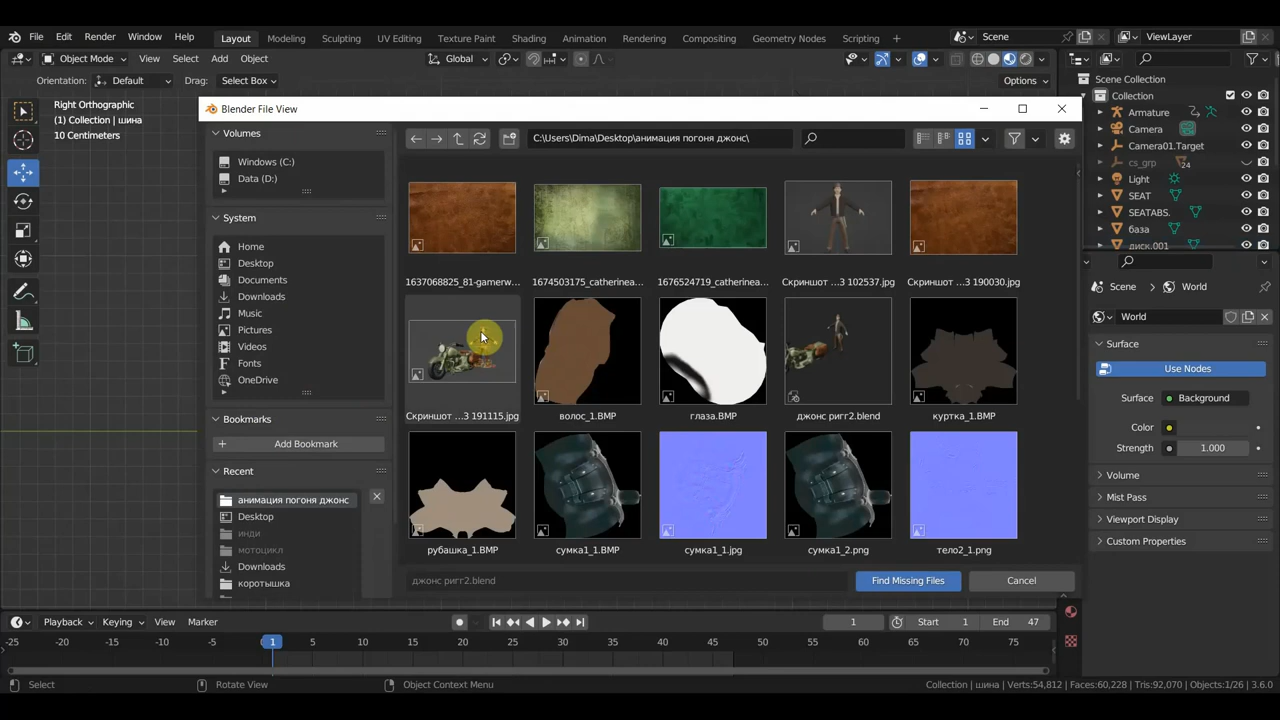 File Edit Render Window Help Layout Modeling Sculpting UV Editing Texture Paint Shading Animation Rendering Compositing Geometry Nodes Scripting + Scene ViewLayer
Object Mode View Select Add Object Global
Orientation: Default Drag: Select Box Options
Right Orthographic
(1) Collection | шина
10 Centimeters
Blender File View
Volumes
Windows (C:)
Data (D:)
System
Home
Desktop
Documents
Downloads
Music
Pictures
Videos
Fonts
OneDrive
Bookmarks
Add Bookmark
Recent
анимация погоня джонс
Desktop
инди
мотоцикл
Downloads
коротышка
C:\Users\Dima\Desktop\анимация погоня джонс\
1637068825_81-gamerw... 1674503175_catherinea... 1676524719_catherinea... Скриншот ...3 102537.jpg Скриншот ...3 190030.jpg
Скриншот ...3 191115.jpg волос_1.BMP глаза.BMP джонс ригг2.blend куртка_1.BMP
рубашка_1.BMP сумка1_1.BMP сумка1_1.jpg сумка1_2.png тело2_1.png
джонс ригг2.blend Find Missing Files Cancel
Scene Collection
Collection
Armature
Camera
Camera01.Target
cs_grp 24
Light
SEAT
SEATABS.
база
диск.001
Scene World
World
Surface
Use Nodes
Surface Background
Color
Strength 1.000
Volume
Mist Pass
Viewport Display
Custom Properties
Playback Keying View Marker 1 Start 1 End 47
-25 -20 -15 -10 -5 1 5 10 15 20 25 30 35 40 45 50 55 60 65 70 75
Select Rotate View Object Context Menu Collection | шина | Verts:54,812 | Faces:60,228 | Tris:92,070 | Objects:1/26 | 3.6.0